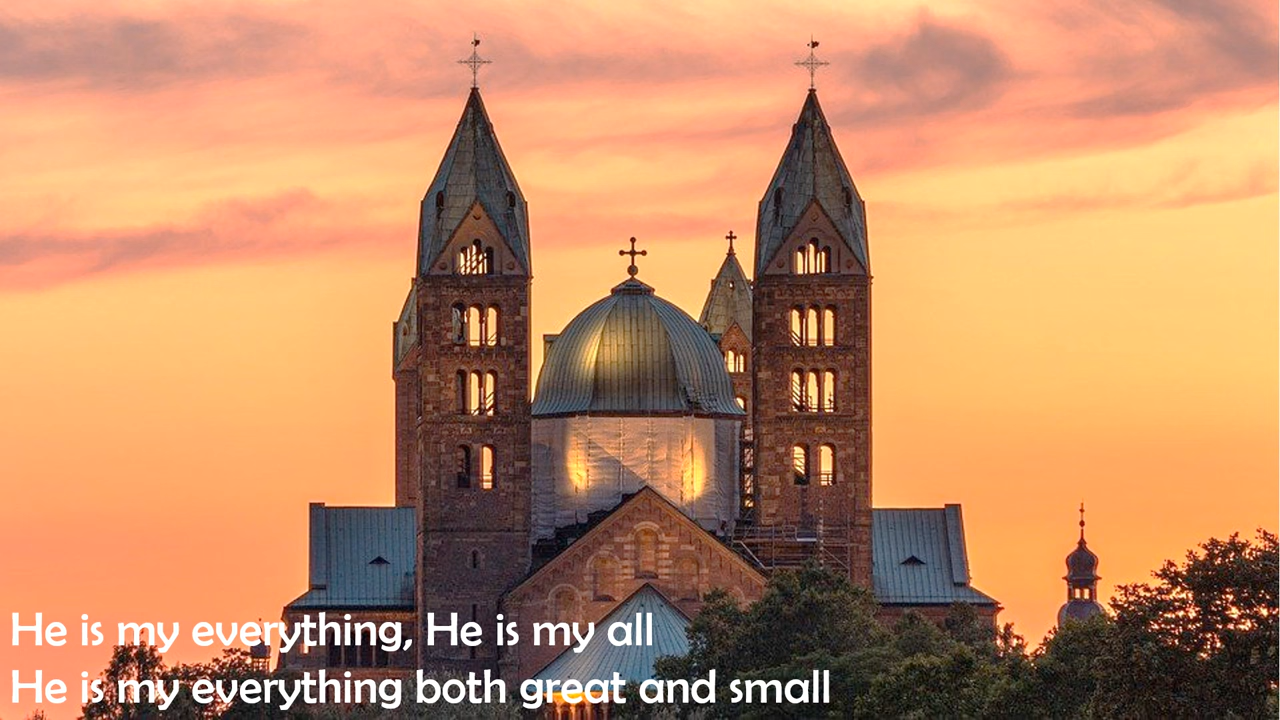 He is my everything, He is my all
He is my everything both great and small